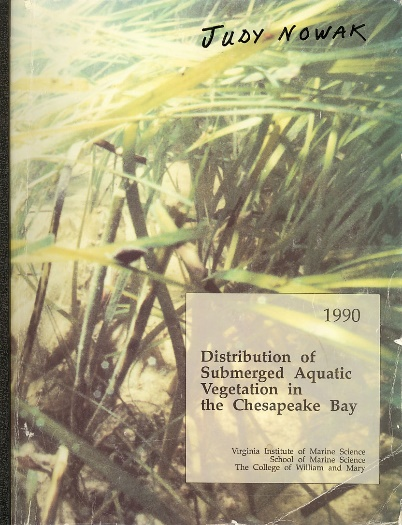 JUDY NOWAK
1990
Distribution of
Submerged Aquatic
Vegetation in
the Chesapeake Bay
Virginia Institute of Marine Science
School of Marine Science
The College of William and Mary